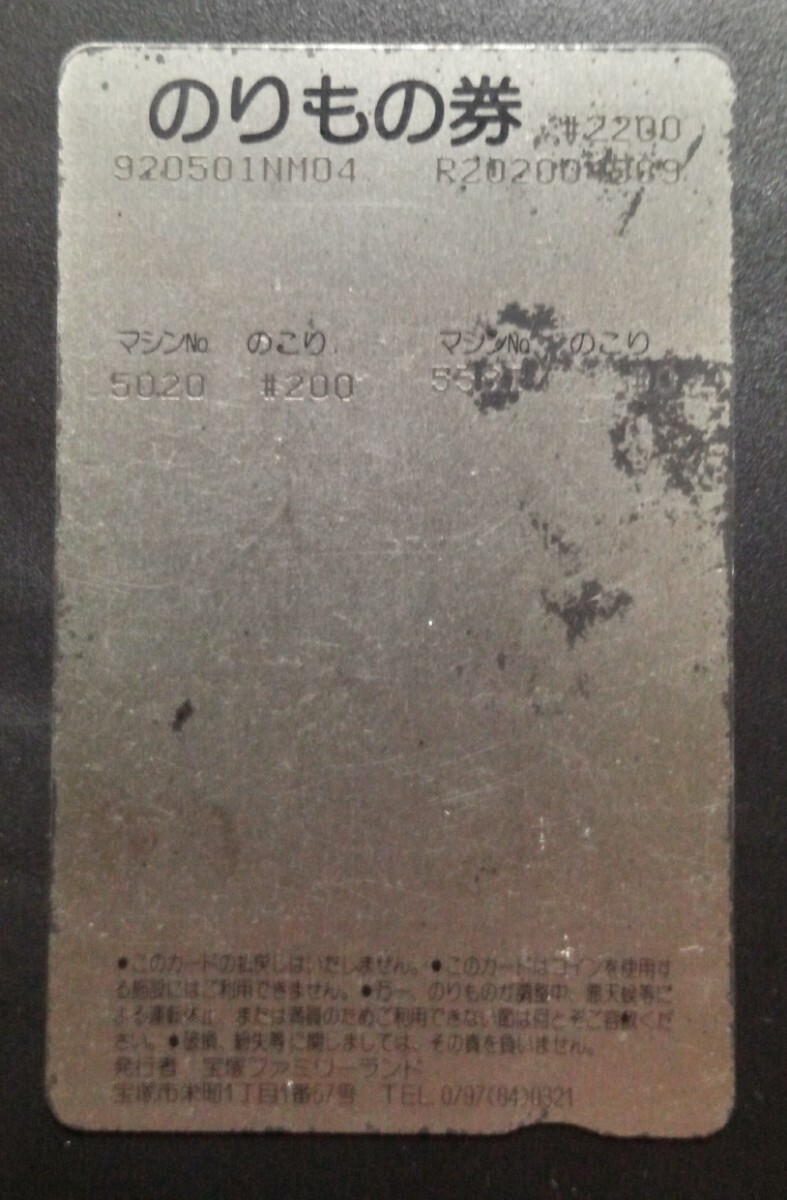 のりもの券 #2200
920501NM04
マシンNo. のこり マシンNo. のこり
5020 #200
●このカードの払戻しはいたしません。●このカードはコインを使用す
る施設にはご利用できません。●万一、のりものが調整中、悪天候等に
よる運転休止、または満員のためご利用できない節は何とぞご容赦くだ
さい。●破損、紛失等に関しましては、その責を負いません。
発行者 宝塚ファミリーランド
宝塚市栄町1丁目1番57号 TEL.0797(84)0321